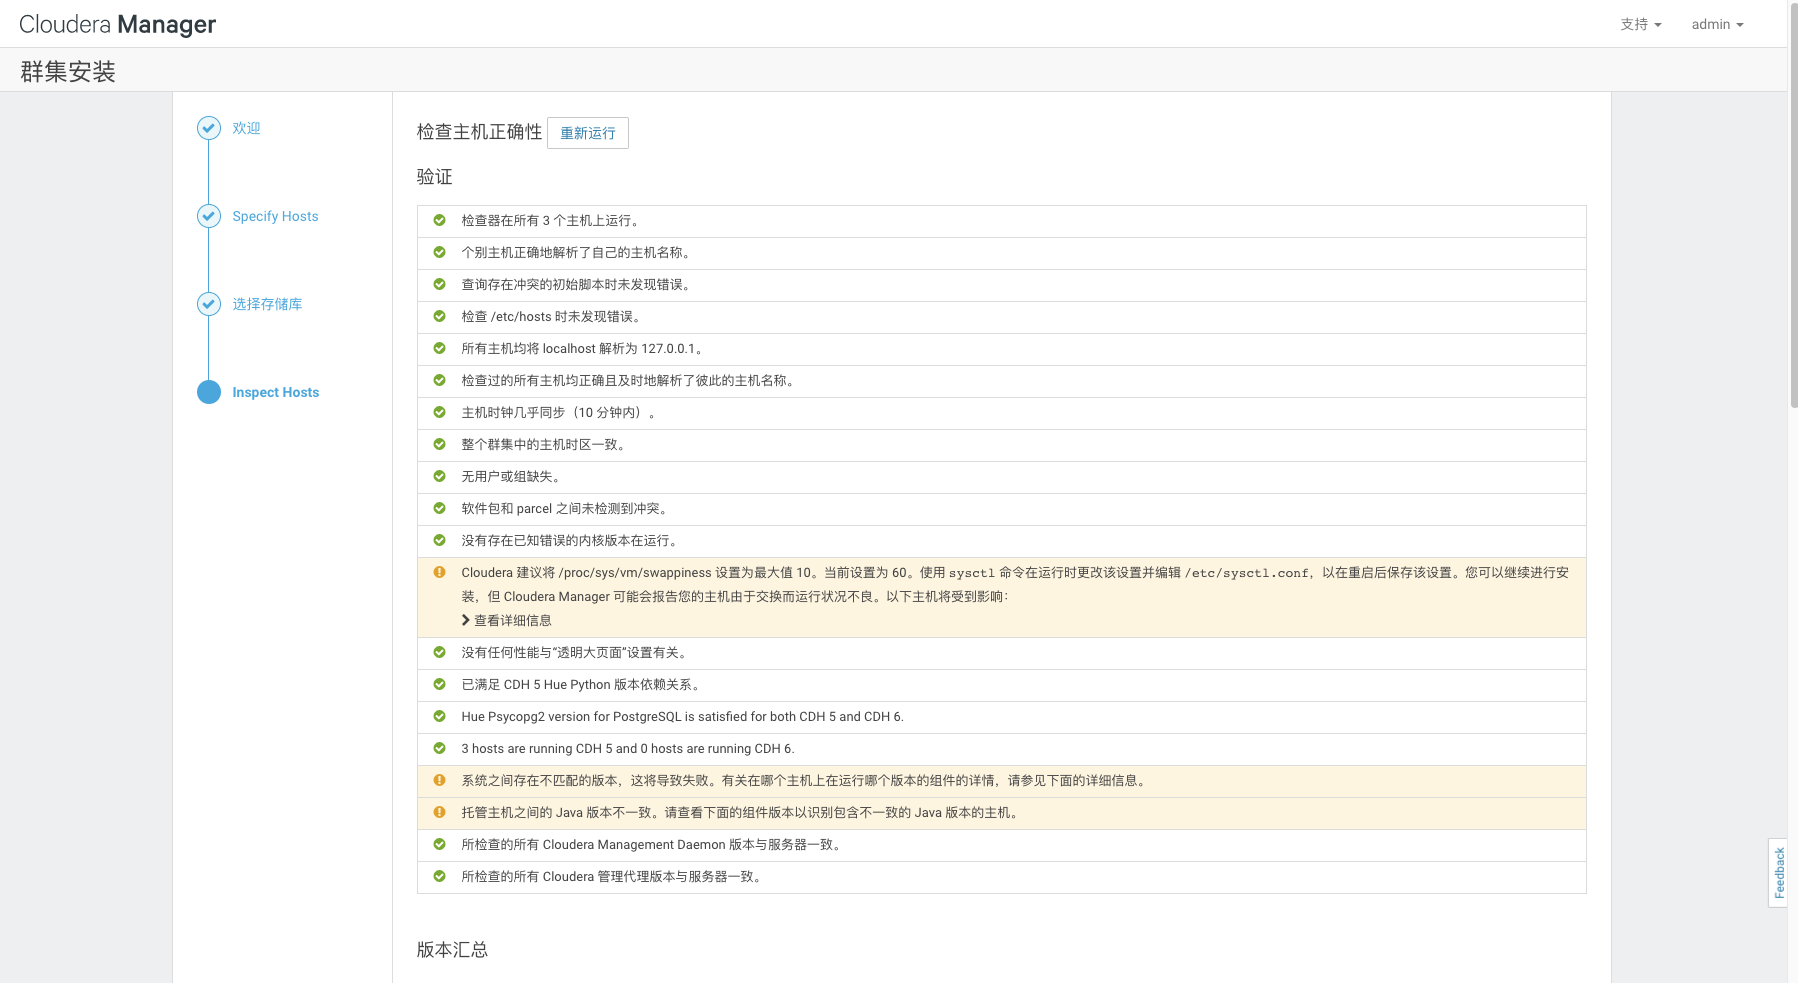 Cloudera Manager
支持
admin
群集安装
欢迎
Specify Hosts
选择存储库
Inspect Hosts
检查主机正确性
重新运行
验证
检查器在所有 3 个主机上运行。
个别主机正确地解析了自己的主机名称。
查询存在冲突的初始脚本时未发现错误。
检查 /etc/hosts 时未发现错误。
所有主机均将 localhost 解析为 127.0.0.1。
检查过的所有主机均正确且及时地解析了彼此的主机名称。
主机时钟几乎同步（10 分钟内）。
整个群集中的主机时区一致。
无用户或组缺失。
软件包和 parcel 之间未检测到冲突。
没有存在已知错误的内核版本在运行。
Cloudera 建议将 /proc/sys/vm/swappiness 设置为最大值 10。当前设置为 60。使用 sysctl 命令在运行时更改该设置并编辑 /etc/sysctl.conf，以在重启后保存该设置。您可以继续进行安
装，但 Cloudera Manager 可能会报告您的主机由于交换而运行状况不良。以下主机将受到影响：
查看详细信息
没有任何性能与“透明大页面”设置有关。
已满足 CDH 5 Hue Python 版本依赖关系。
Hue Psycopg2 version for PostgreSQL is satisfied for both CDH 5 and CDH 6.
3 hosts are running CDH 5 and 0 hosts are running CDH 6.
系统之间存在不匹配的版本，这将导致失败。有关在哪个主机上在运行哪个版本的组件的详情，请参见下面的详细信息。
托管主机之间的 Java 版本不一致。请查看下面的组件版本以识别包含不一致的 Java 版本的主机。
所检查的所有 Cloudera Management Daemon 版本与服务器一致。
所检查的所有 Cloudera 管理代理版本与服务器一致。
Feedback
版本汇总